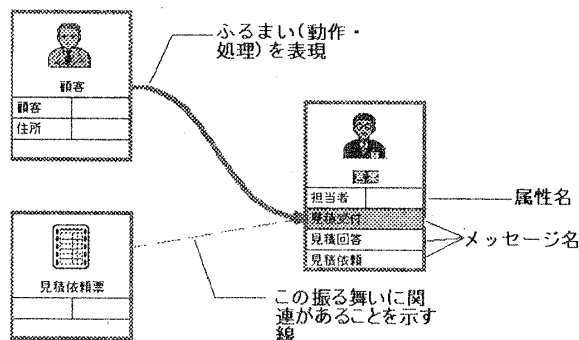 ふるまい(動作・
処理)を表現
顧客
顧客
住所
営業
担当者
見積受付
見積回答
見積依頼
属性名
メッセージ名
見積依頼票
この振る舞いに関
連があることを示す
線